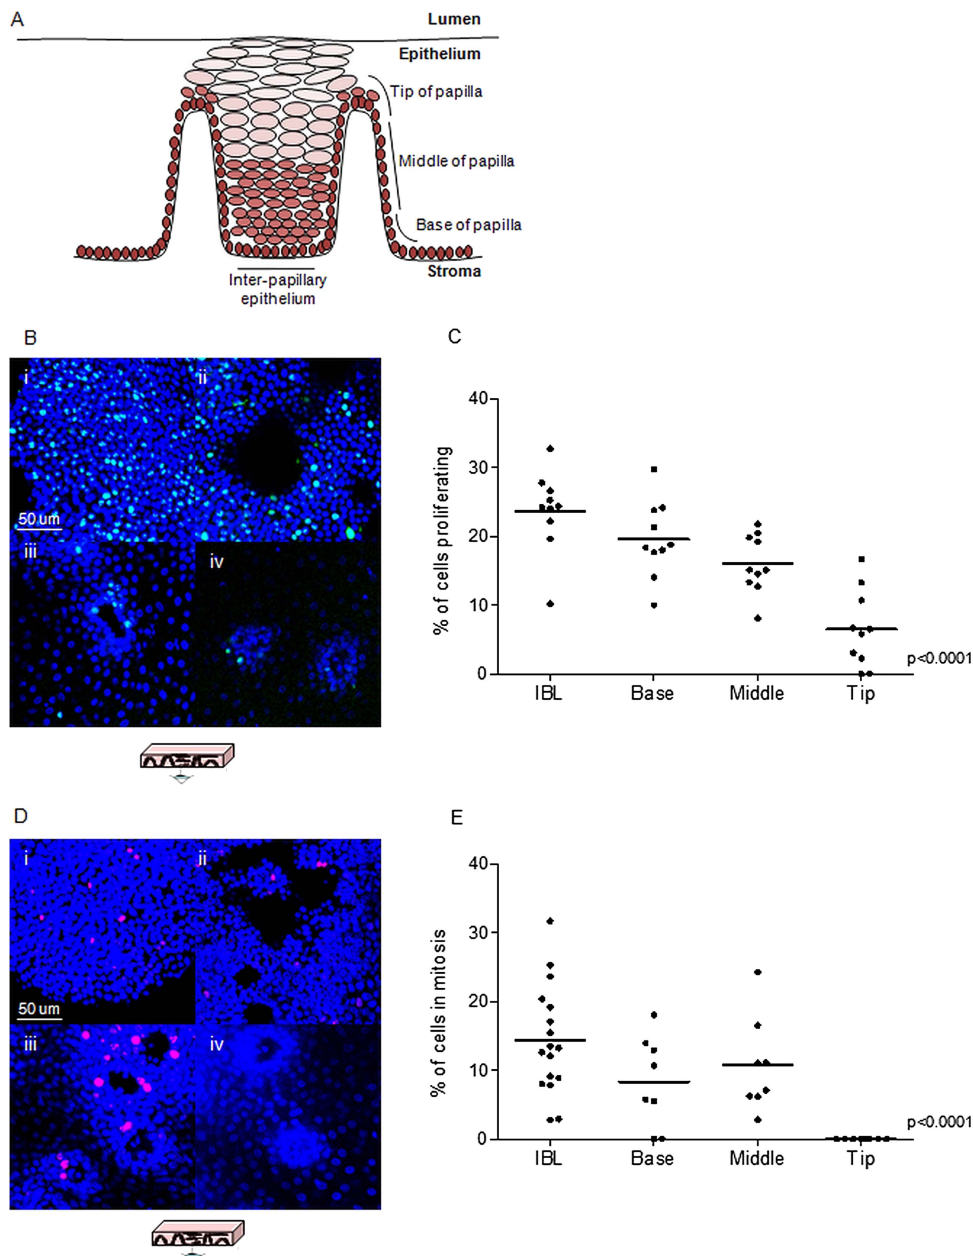 A
Lumen
Epithelium
Tip of papilla
Middle of papilla
Base of papilla
Stroma
Inter-papillary
epithelium
B
i
ii
50 um
iii
iv
C
% of cells proliferating
40
30
20
10
0
IBL
Base
Middle
Tip
p<0.0001
D
i
ii
50 um
iii
iv
E
% of cells in mitosis
40
30
20
10
0
IBL
Base
Middle
Tip
p<0.0001